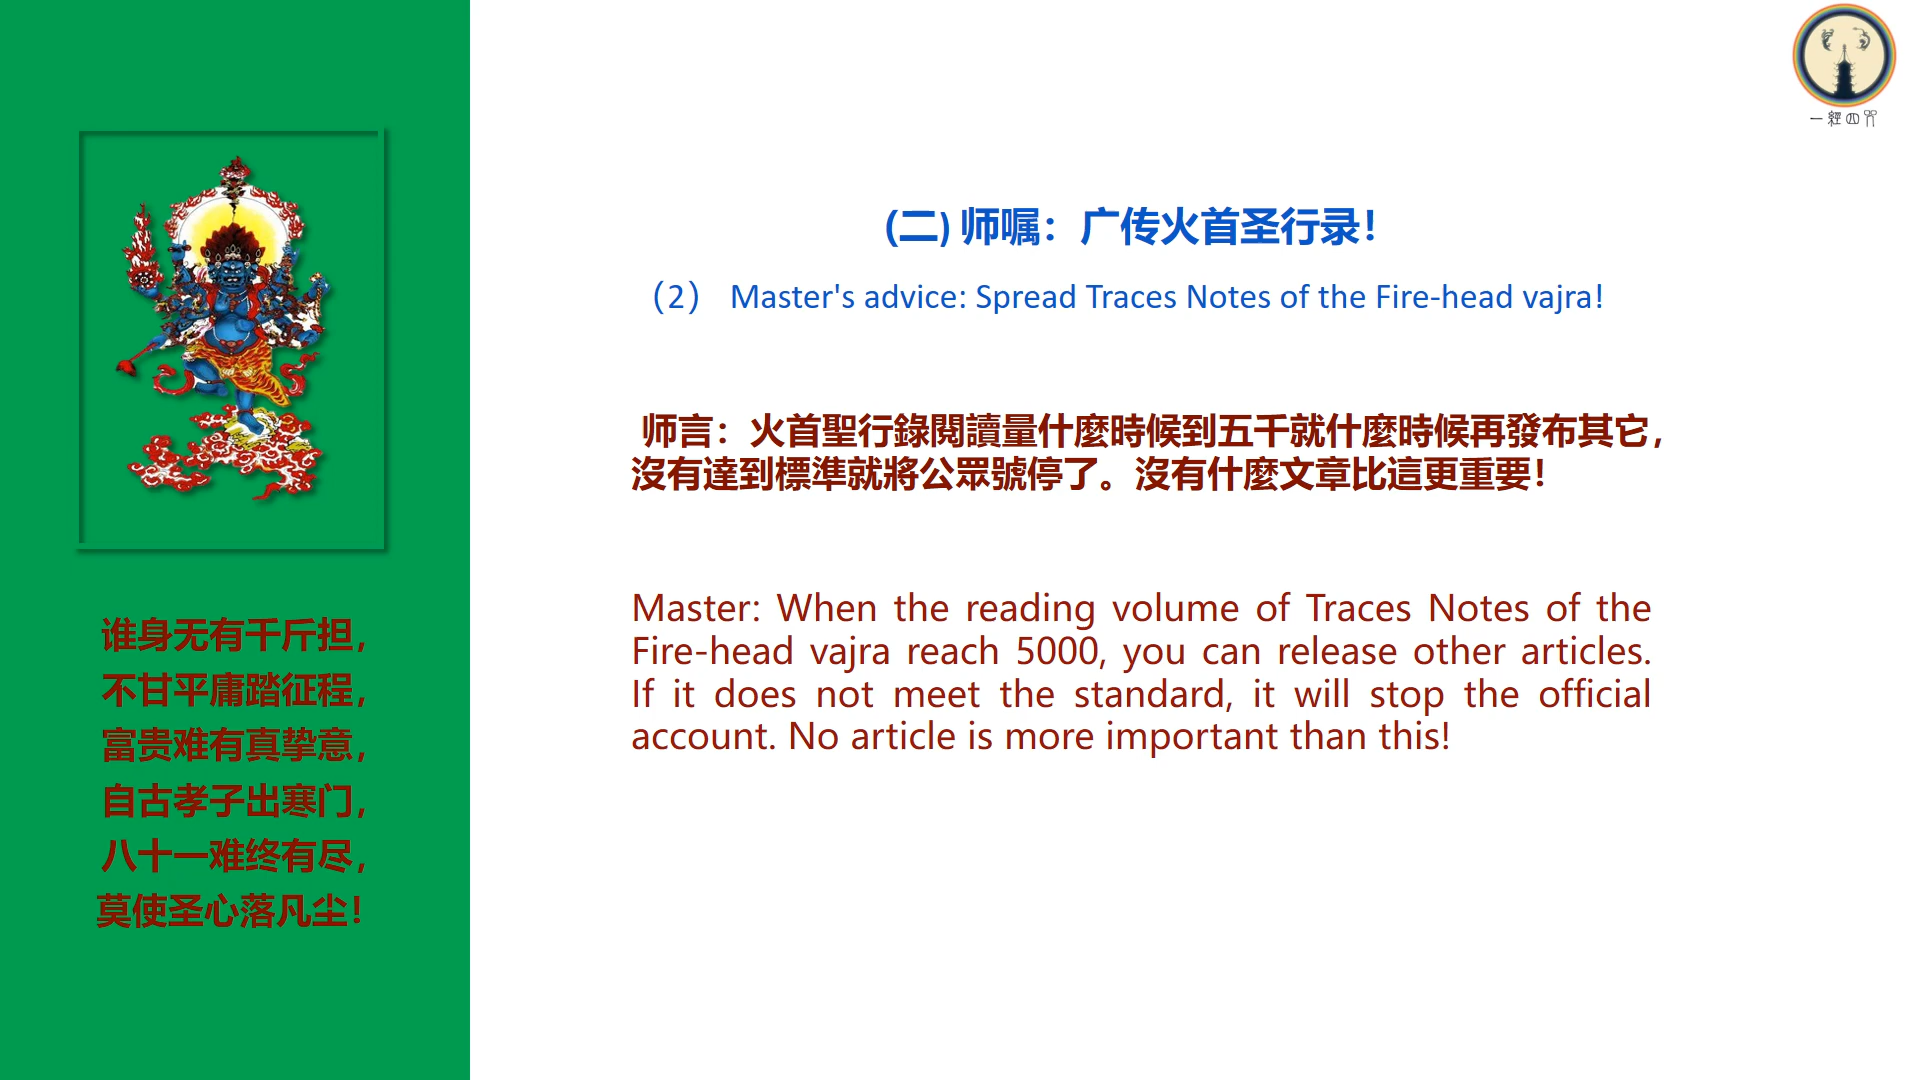 一經四咒
(二) 师嘱：广传火首圣行录！
（2） Master's advice: Spread Traces Notes of the Fire-head vajra!
师言：火首聖行錄閱讀量什麼時候到五千就什麼時候再發布其它，
沒有達到標準就將公眾號停了。沒有什麼文章比這更重要！
Master: When the reading volume of Traces Notes of the
Fire-head vajra reach 5000, you can release other articles.
If it does not meet the standard, it will stop the official
account. No article is more important than this!
谁身无有千斤担，
不甘平庸踏征程，
富贵难有真挚意，
自古孝子出寒门，
八十一难终有尽，
莫使圣心落凡尘！